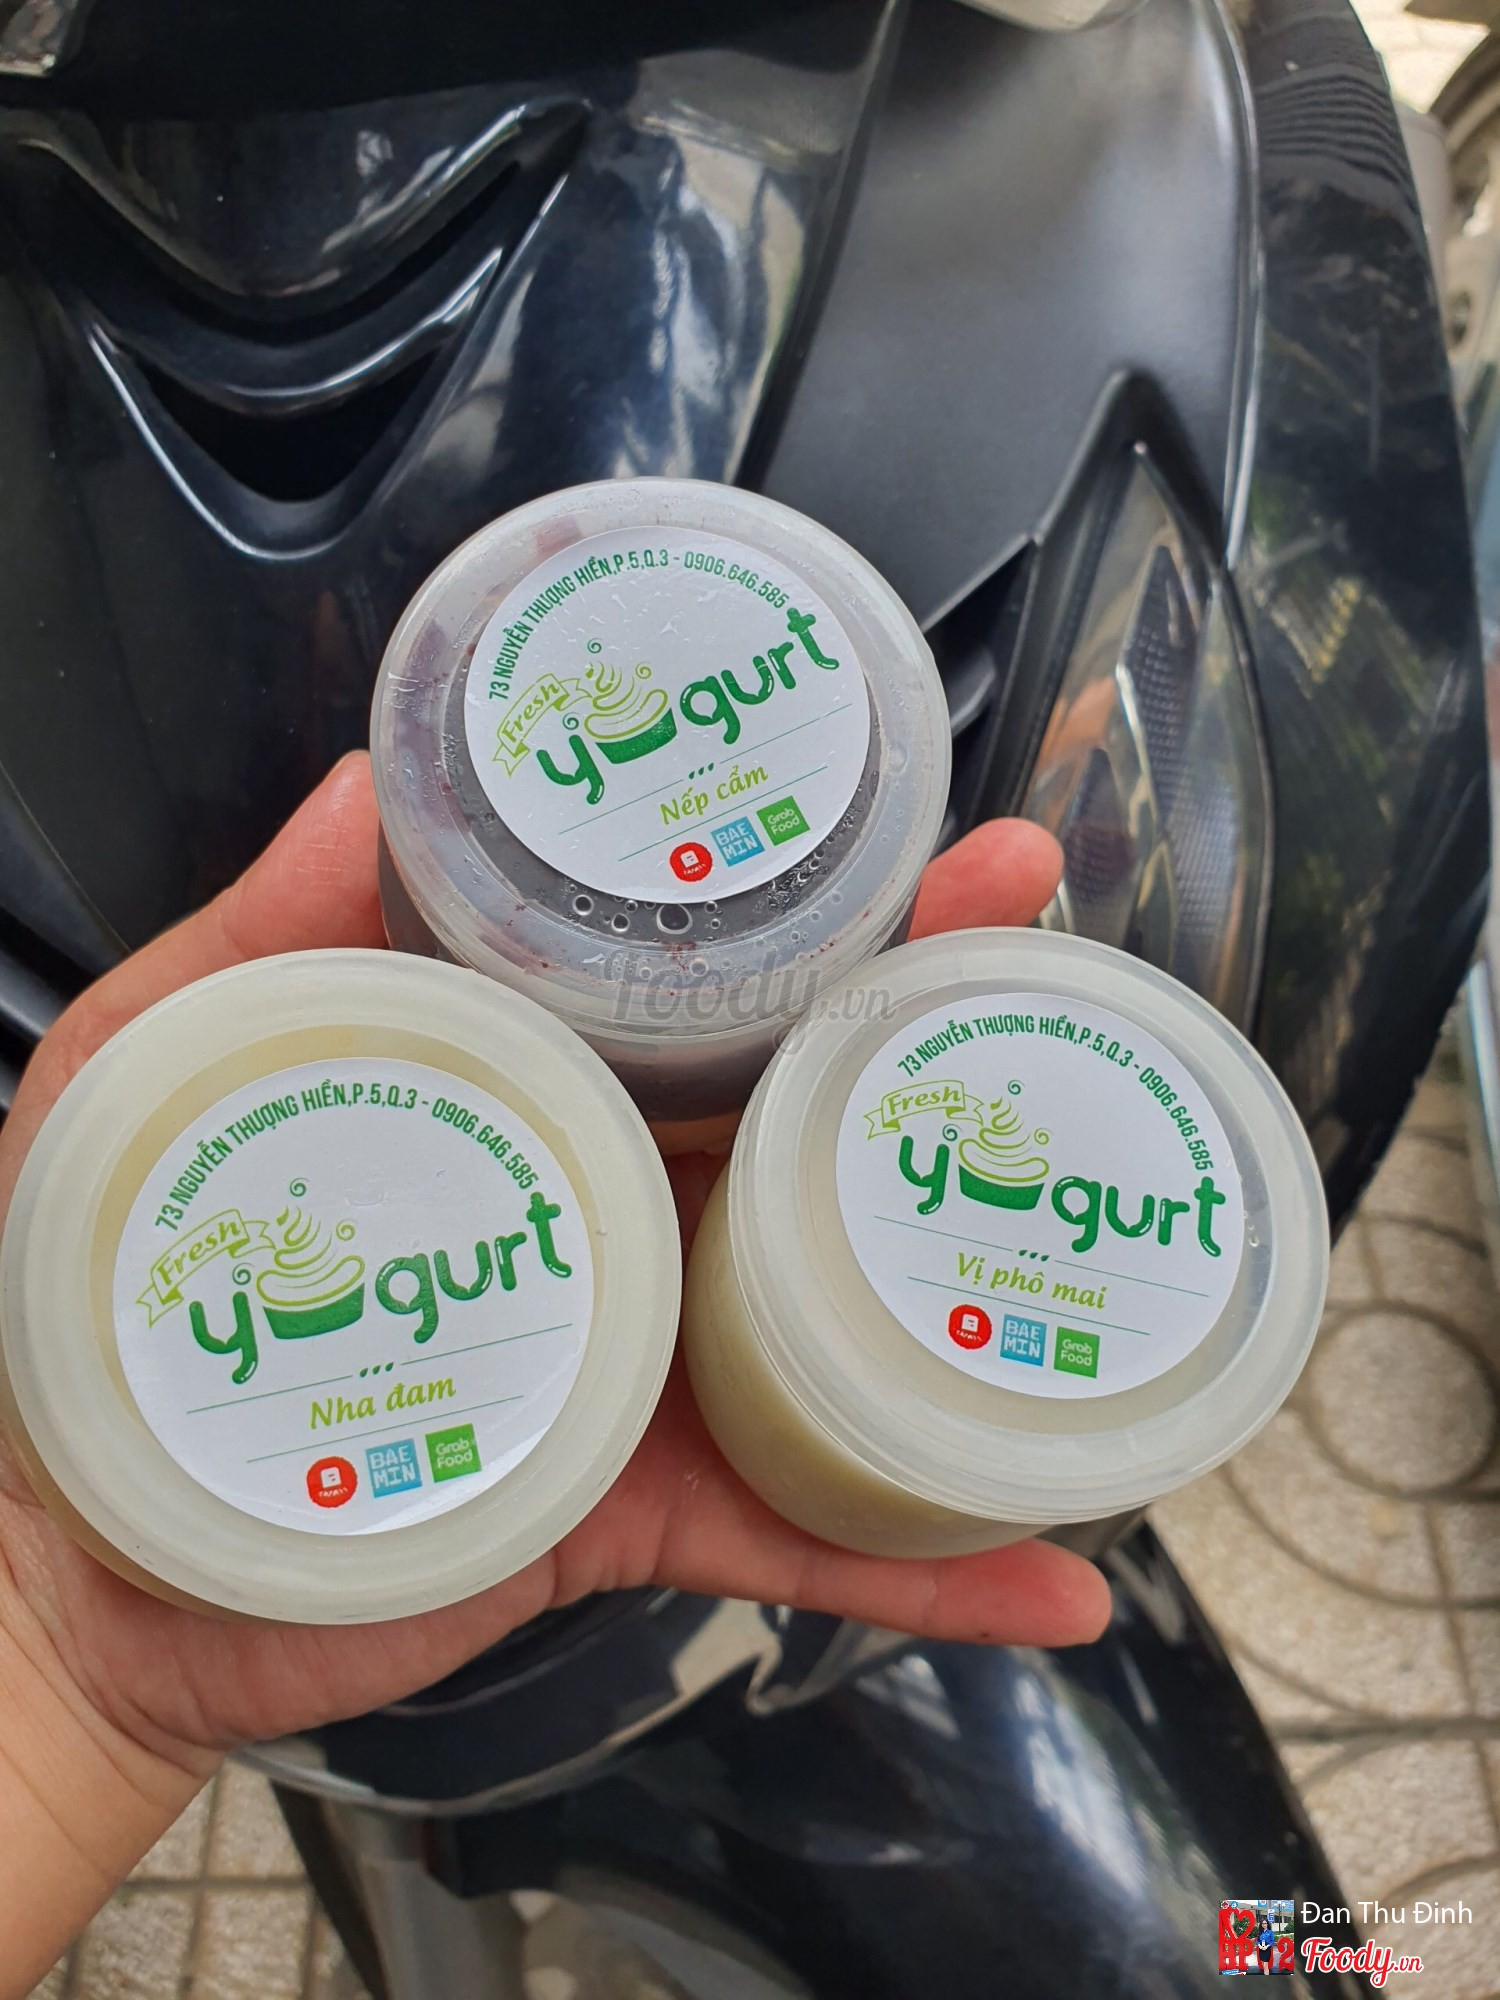 73 NGUYỄN THƯỢNG HIỀN,P.5,Q.3 - 0906.646.585
Fresh
yogurt
Nếp cẩm
BAE
MIN
Grab
Food
Foody.vn
73 NGUYỄN THƯỢNG HIỀN,P.5,Q.3 - 0906.646.585
Fresh
yogurt
Nha đam
BAE
MIN
Grab
Food
73 NGUYỄN THƯỢNG HIỀN,P.5,Q.3 - 0906.646.585
Fresh
yogurt
Vị phô mai
BAE
MIN
Grab
Food
Đan Thu Đinh
Foody.vn